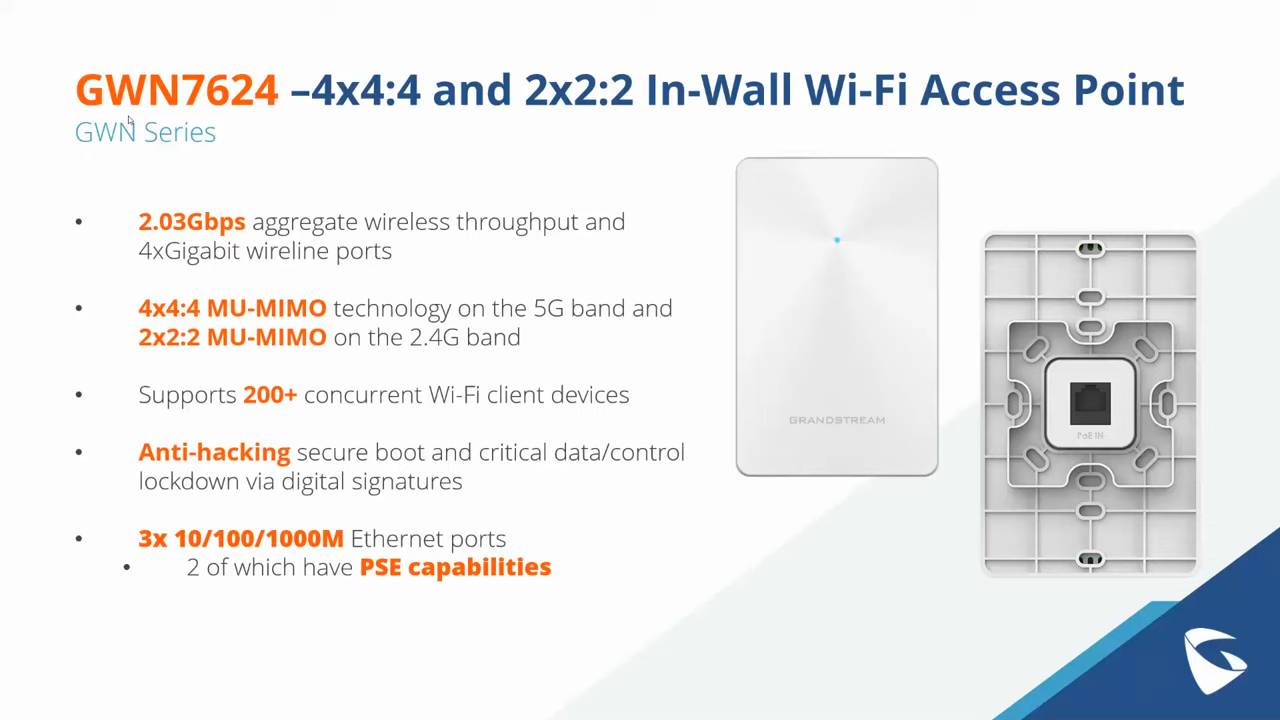 GWN7624 –4x4:4 and 2x2:2 In-Wall Wi-Fi Access Point
GWN Series
• 2.03Gbps aggregate wireless throughput and
4xGigabit wireline ports
• 4x4:4 MU-MIMO technology on the 5G band and
2x2:2 MU-MIMO on the 2.4G band
• Supports 200+ concurrent Wi-Fi client devices
• Anti-hacking secure boot and critical data/control
lockdown via digital signatures
• 3x 10/100/1000M Ethernet ports
• 2 of which have PSE capabilities
GRANDSTREAM
PoE IN